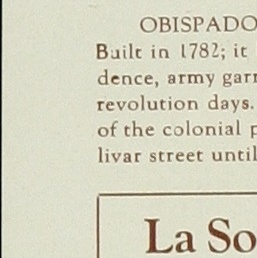 OBISPADO
Built in 1782; it
dence, army garr
revolution days.
of the colonial p
livar street until
La So